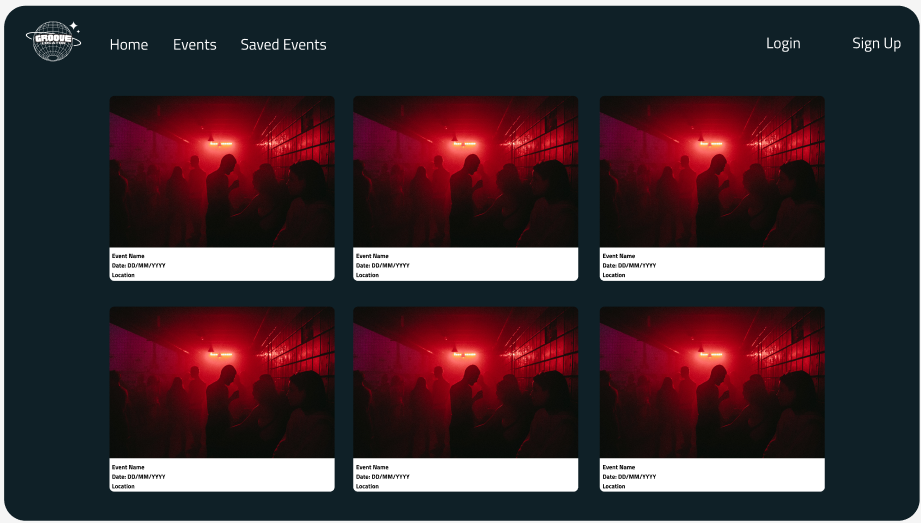 GROOVE
LOCATOR
Home Events Saved Events Login Sign Up
Event Name
Date: DD/MM/YYYY
Location
Event Name
Date: DD/MM/YYYY
Location
Event Name
Date: DD/MM/YYYY
Location
Event Name
Date: DD/MM/YYYY
Location
Event Name
Date: DD/MM/YYYY
Location
Event Name
Date: DD/MM/YYYY
Location